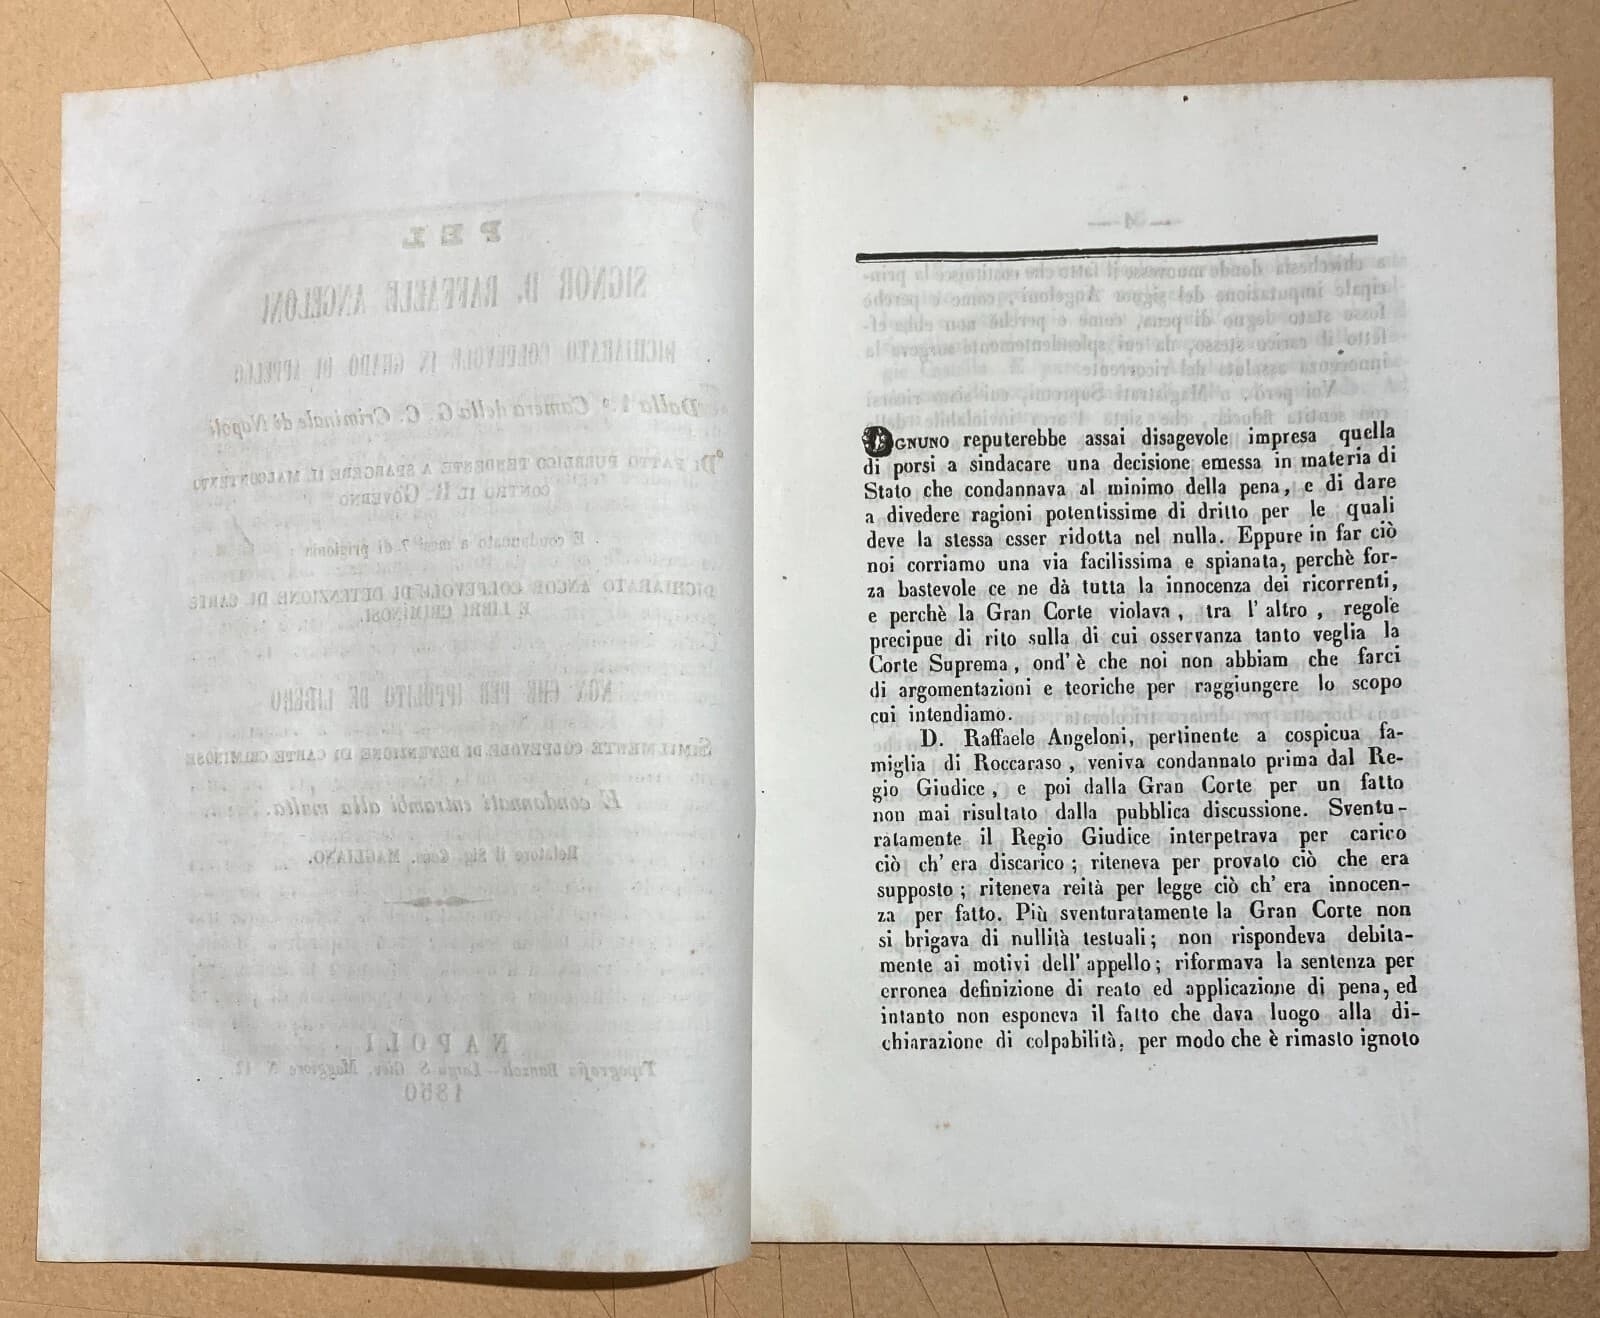 PEL
SIGNOR D. RAFFAELE ANGELONI
DICHIARATO COLPEVOLE IN GRADO DI APPELLO
Dalla 1.ª Camera della G. C. Criminale di Napoli
DI FATTO PUBBLICO TENDENTE A SPARGERE IL MALCONTENTO
CONTRO IL R. GOVERNO
E condannato a mesi 7 di prigionia
DICHIARATO ANCOR COLPEVOLE DI DETENZIONE DI CARTE
E LIBRI CRIMINOSI.
NON CHE PER IPPOLITO DE LIBERO
SIMILMENTE COLPEVOLE DI DETENZIONE DI CARTE CRIMINOSE
E condannati entrambi alla multa.
Relatore il Sig. Cons. MAGLIANO.
NAPOLI
Tipografia Largo S. Giov. Maggiore N.
1850
— 4 —
OGNUNO reputerebbe assai disagevole impresa quella
di porsi a sindacare una decisione emessa in materia di
Stato che condannava al minimo della pena, e di dare
a divedere ragioni potentissime di dritto per le quali
deve la stessa esser ridotta nel nulla. Eppure in far ciò
noi corriamo una via facilissima e spianata, perchè for-
za bastevole ce ne dà tutta la innocenza dei ricorrenti,
e perchè la Gran Corte violava, tra l' altro, regole
precipue di rito sulla di cui osservanza tanto veglia la
Corte Suprema, ond' è che noi non abbiam che farci
di argomentazioni e teoriche per raggiungere lo scopo
cui intendiamo.
D. Raffaele Angeloni, pertinente a cospicua fa-
miglia di Roccaraso, veniva condannato prima dal Re-
gio Giudice, e poi dalla Gran Corte per un fatto
non mai risultato dalla pubblica discussione. Sventu-
ratamente il Regio Giudice interpetrava per carico
ciò ch' era discarico; riteneva per provato ciò che era
supposto; riteneva reità per legge ciò ch' era innocen-
za per fatto. Più sventuratamente la Gran Corte non
si brigava di nullità testuali; non rispondeva debita-
mente ai motivi dell' appello; riformava la sentenza per
erronea definizione di reato ed applicazione di pena, ed
intanto non esponeva il fatto che dava luogo alla di-
chiarazione di colpabilità, per modo che è rimasto ignoto